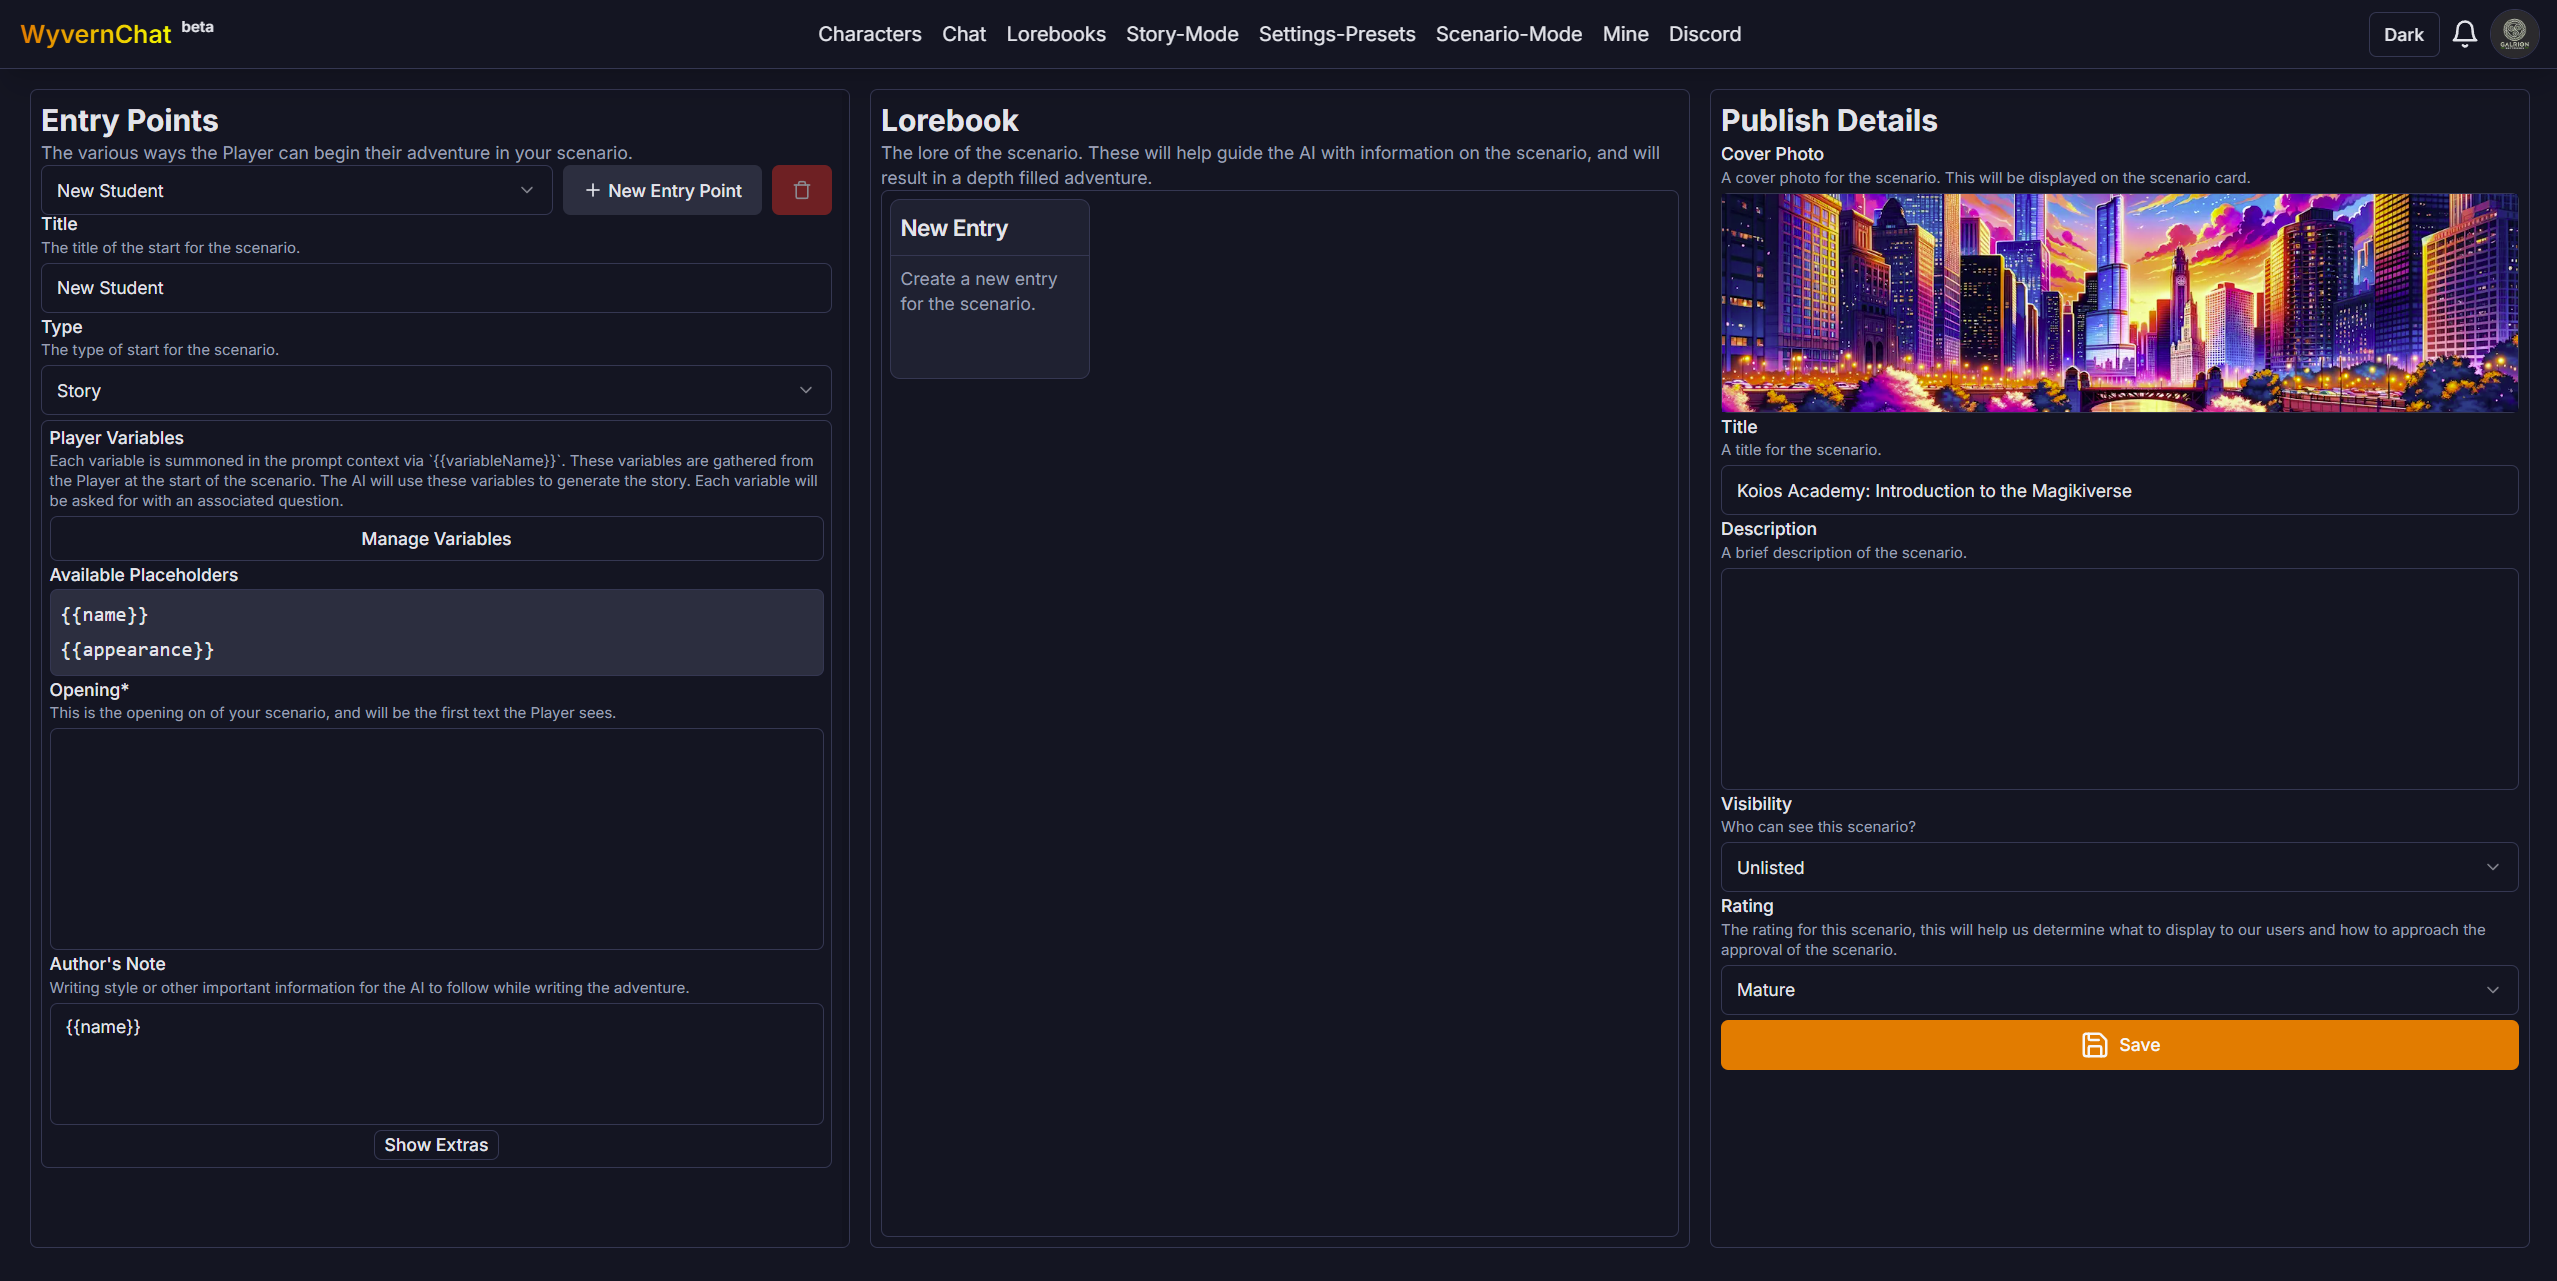 WyvernChat beta
Characters Chat Lorebooks Story-Mode Settings-Presets Scenario-Mode Mine Discord
Dark
GALRION
Entry Points
The various ways the Player can begin their adventure in your scenario.
New Student
+ New Entry Point
Title
The title of the start for the scenario.
New Student
Type
The type of start for the scenario.
Story
Player Variables
Each variable is summoned in the prompt context via `{{variableName}}`. These variables are gathered from
the Player at the start of the scenario. The AI will use these variables to generate the story. Each variable will
be asked for with an associated question.
Manage Variables
Available Placeholders
{{name}}
{{appearance}}
Opening*
This is the opening on of your scenario, and will be the first text the Player sees.
Author's Note
Writing style or other important information for the AI to follow while writing the adventure.
{{name}}
Show Extras
Lorebook
The lore of the scenario. These will help guide the AI with information on the scenario, and will
result in a depth filled adventure.
New Entry
Create a new entry
for the scenario.
Publish Details
Cover Photo
A cover photo for the scenario. This will be displayed on the scenario card.
Title
A title for the scenario.
Koios Academy: Introduction to the Magikiverse
Description
A brief description of the scenario.
Visibility
Who can see this scenario?
Unlisted
Rating
The rating for this scenario, this will help us determine what to display to our users and how to approach the
approval of the scenario.
Mature
Save